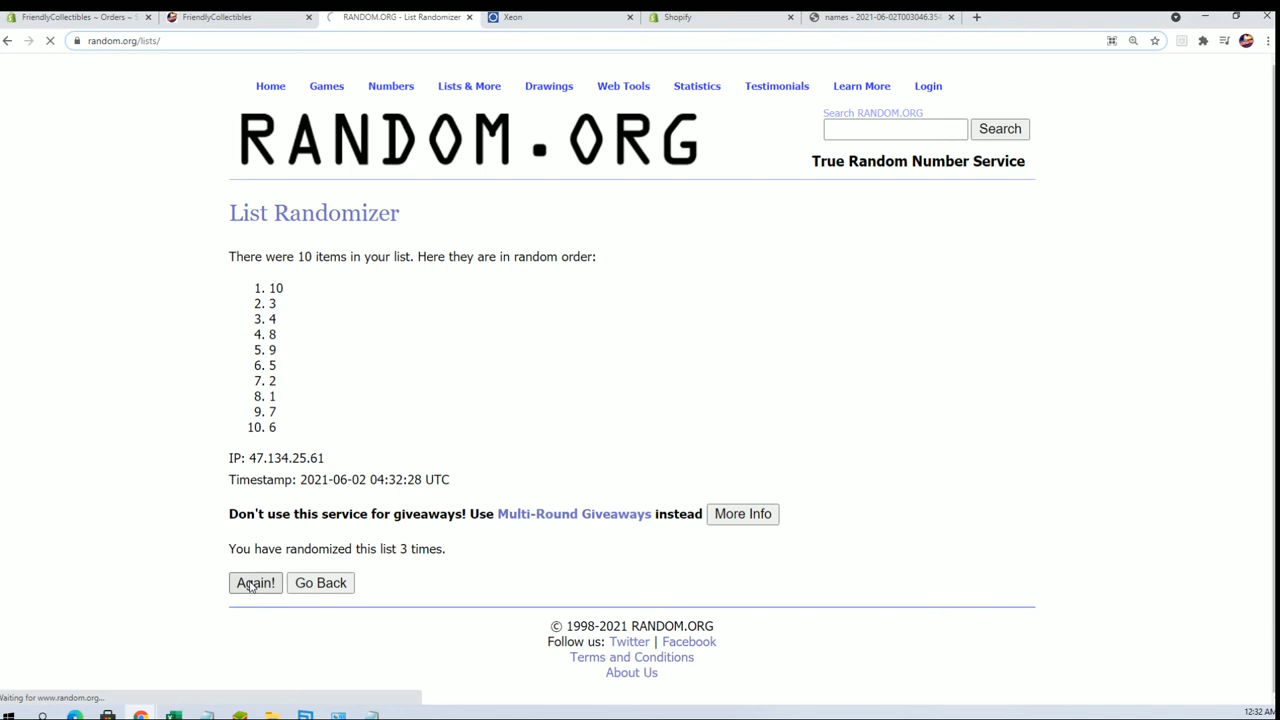 FriendlyCollectibles ~ Orders ~ S
FriendlyCollectibles
RANDOM.ORG - List Randomizer
Xeon
Shopify
names - 2021-06-02T003046.354
random.org/lists/
Home Games Numbers Lists & More Drawings Web Tools Statistics Testimonials Learn More Login
RANDOM.ORG
Search RANDOM.ORG
Search
True Random Number Service
List Randomizer
There were 10 items in your list. Here they are in random order:
1. 10
2. 3
3. 4
4. 8
5. 9
6. 5
7. 2
8. 1
9. 7
10. 6
IP: 47.134.25.61
Timestamp: 2021-06-02 04:32:28 UTC
Don't use this service for giveaways! Use Multi-Round Giveaways instead More Info
You have randomized this list 3 times.
Again! Go Back
© 1998-2021 RANDOM.ORG
Follow us: Twitter | Facebook
Terms and Conditions
About Us
Waiting for www.random.org...
12:32 AM